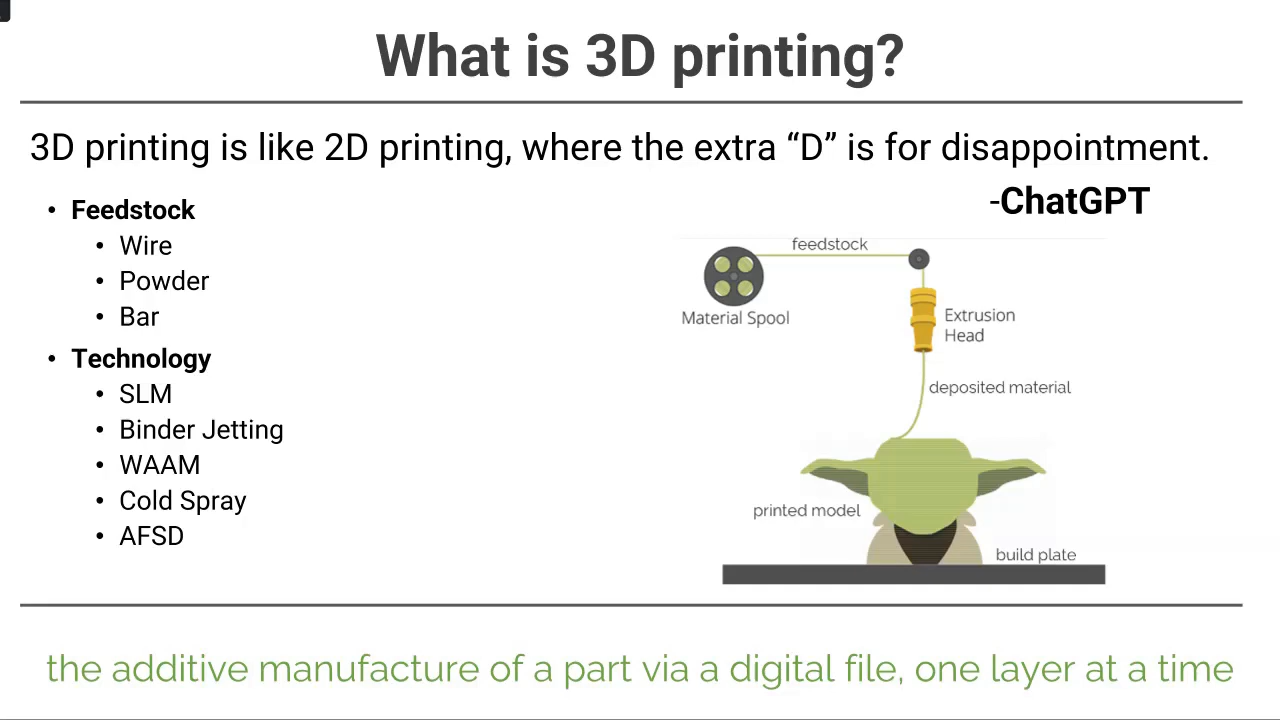 What is 3D printing?
3D printing is like 2D printing, where the extra “D” is for disappointment.
-ChatGPT
• Feedstock
• Wire
• Powder
• Bar
• Technology
• SLM
• Binder Jetting
• WAAM
• Cold Spray
• AFSD
feedstock
Material Spool
Extrusion
Head
deposited material
printed model
build plate
the additive manufacture of a part via a digital file, one layer at a time